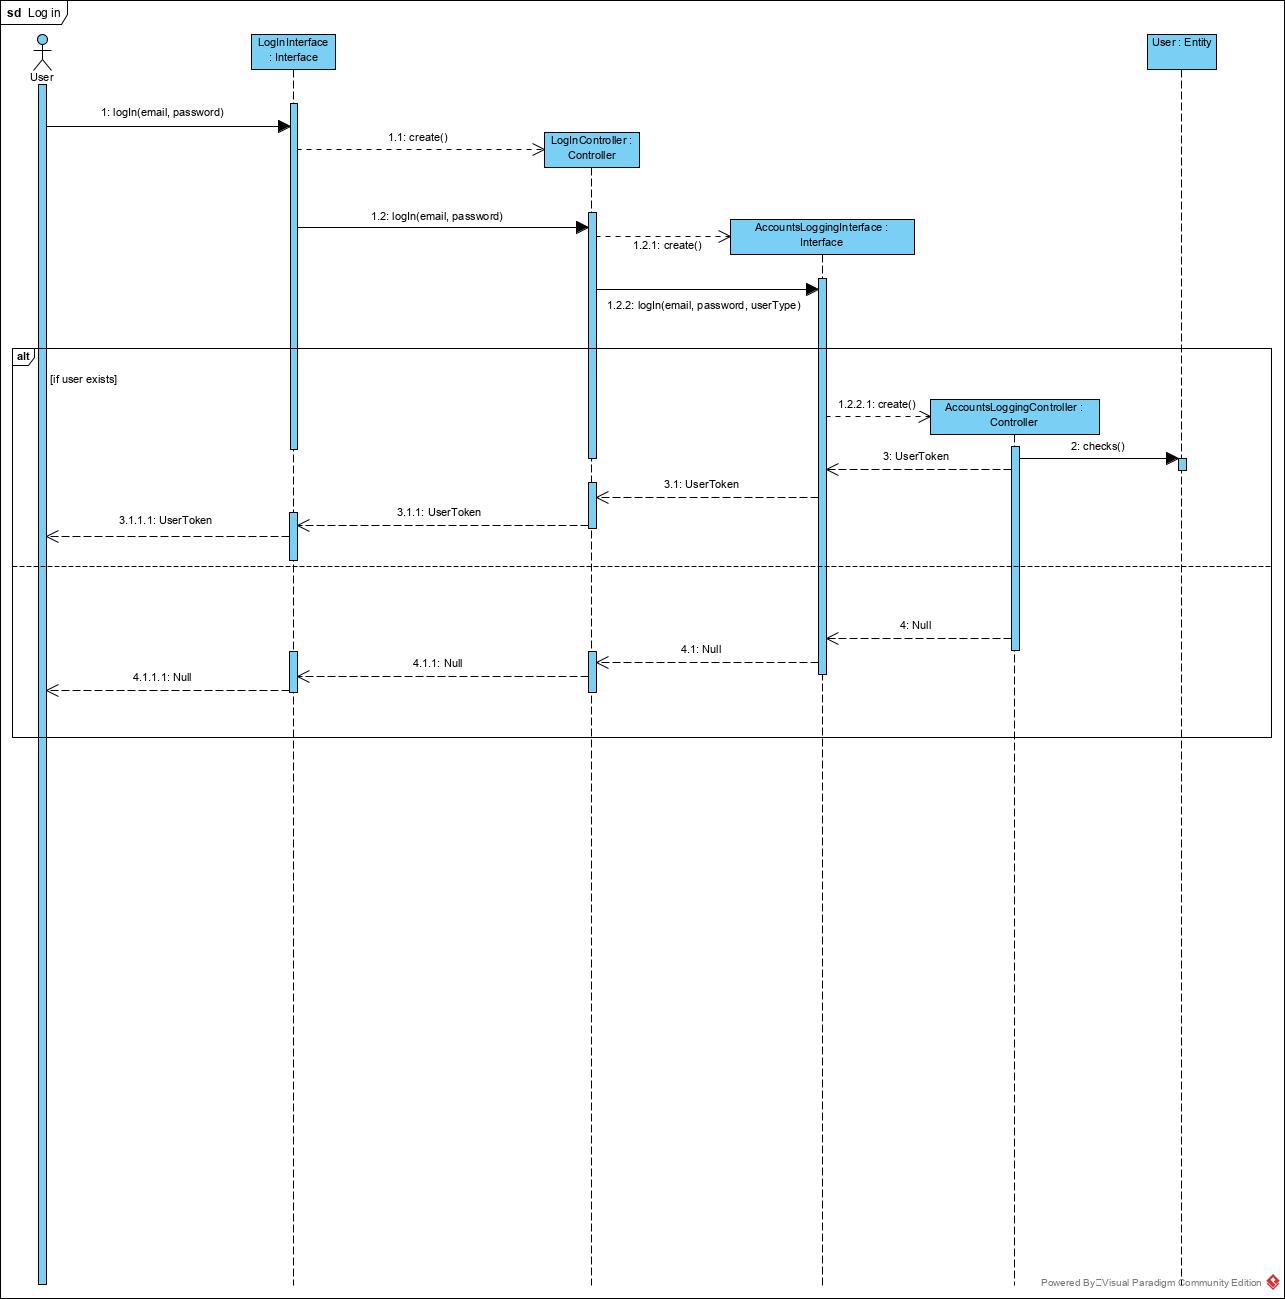 sd Log in
User
LogInInterface
: Interface
User : Entity
1: logIn(email, password)
1.1: create()
LogInController :
Controller
1.2: logIn(email, password)
AccountsLoggingInterface :
Interface
1.2.1: create()
1.2.2: logIn(email, password, userType)
alt
[if user exists]
1.2.2.1: create()
AccountsLoggingController :
Controller
2: checks()
3: UserToken
3.1: UserToken
3.1.1: UserToken
3.1.1.1: UserToken
4: Null
4.1: Null
4.1.1: Null
4.1.1.1: Null
Powered By Visual Paradigm Community Edition